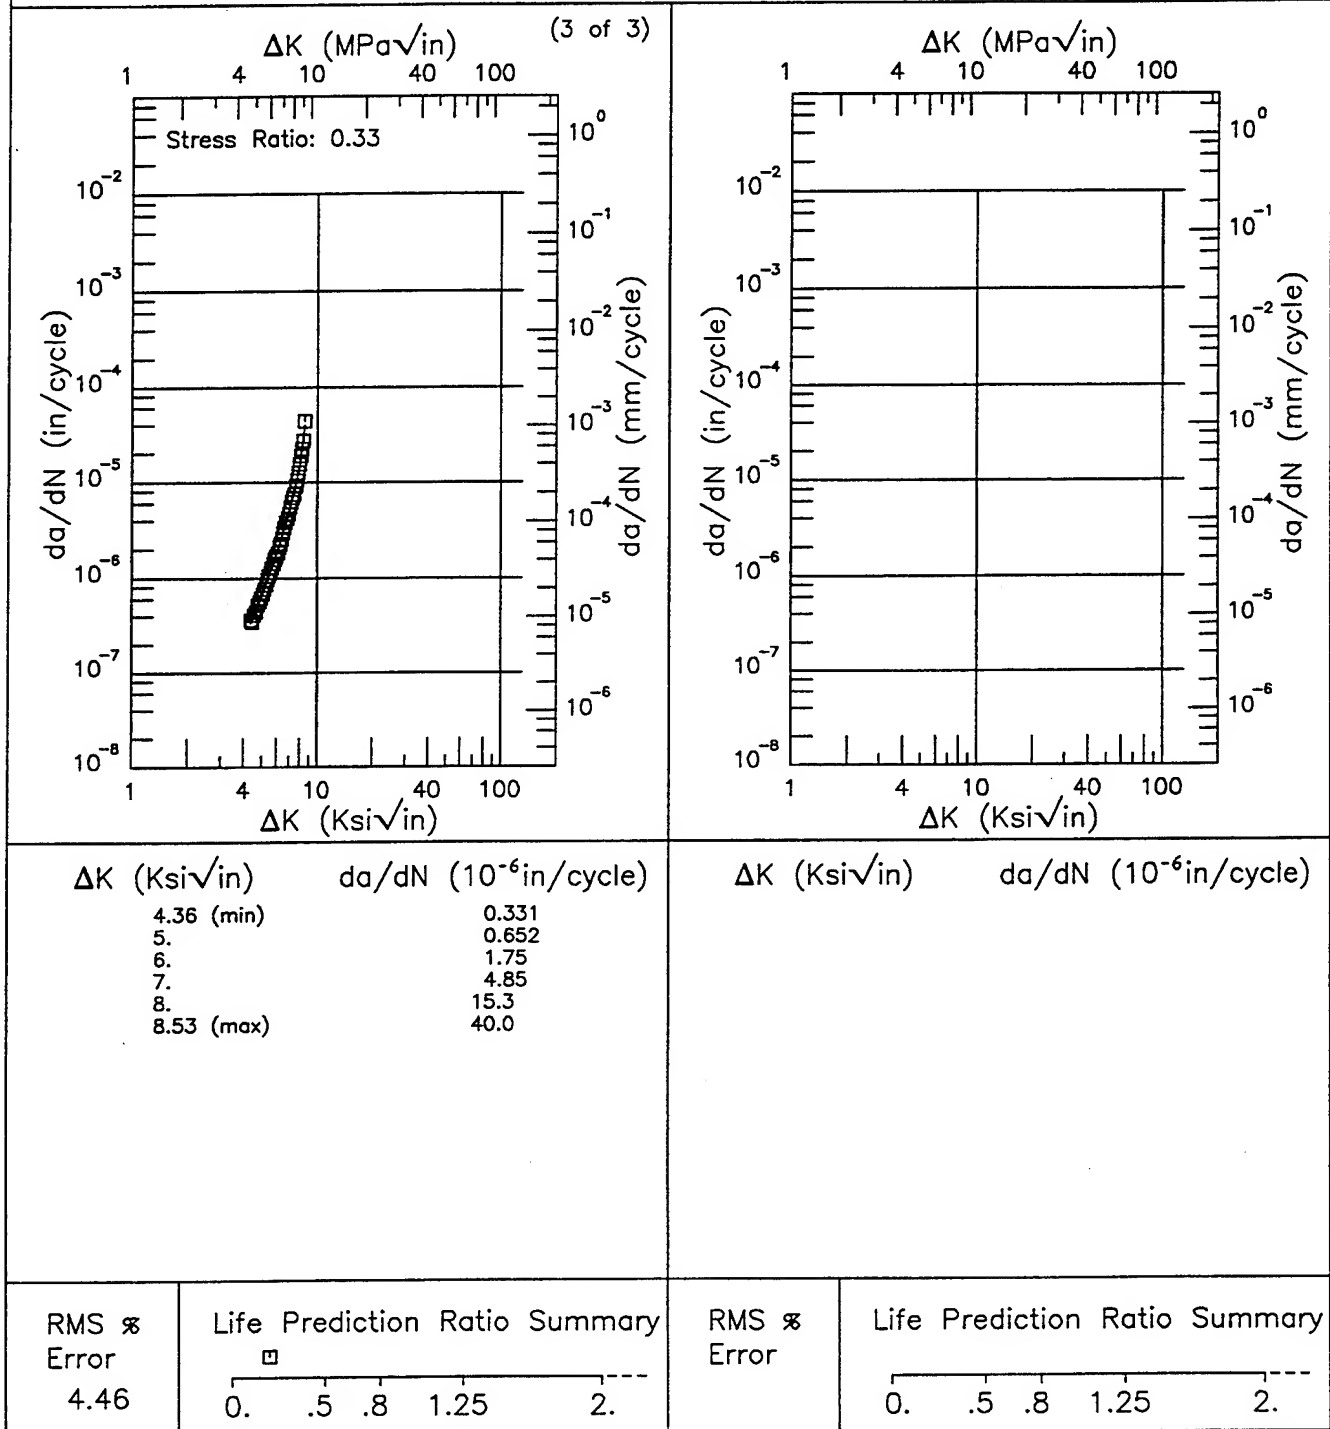 (3 of 3)
ΔK (MPa√in)
1 4 10 40 100
Stress Ratio: 0.33
da/dN (in/cycle)
10⁻²
10⁻³
10⁻⁴
10⁻⁵
10⁻⁶
10⁻⁷
10⁻⁸
10⁰
10⁻¹
10⁻²
10⁻³
10⁻⁴
10⁻⁵
10⁻⁶
da/dN (mm/cycle)
1 4 10 40 100
ΔK (Ksi√in)
ΔK (MPa√in)
1 4 10 40 100
da/dN (in/cycle)
10⁻²
10⁻³
10⁻⁴
10⁻⁵
10⁻⁶
10⁻⁷
10⁻⁸
10⁰
10⁻¹
10⁻²
10⁻³
10⁻⁴
10⁻⁵
10⁻⁶
da/dN (mm/cycle)
1 4 10 40 100
ΔK (Ksi√in)
ΔK (Ksi√in) da/dN (10⁻⁶in/cycle)
4.36 (min) 0.331
5. 0.652
6. 1.75
7. 4.85
8. 15.3
8.53 (max) 40.0
ΔK (Ksi√in) da/dN (10⁻⁶in/cycle)
RMS %
Error
4.46
Life Prediction Ratio Summary
0. .5 .8 1.25 2.
RMS %
Error
Life Prediction Ratio Summary
0. .5 .8 1.25 2.